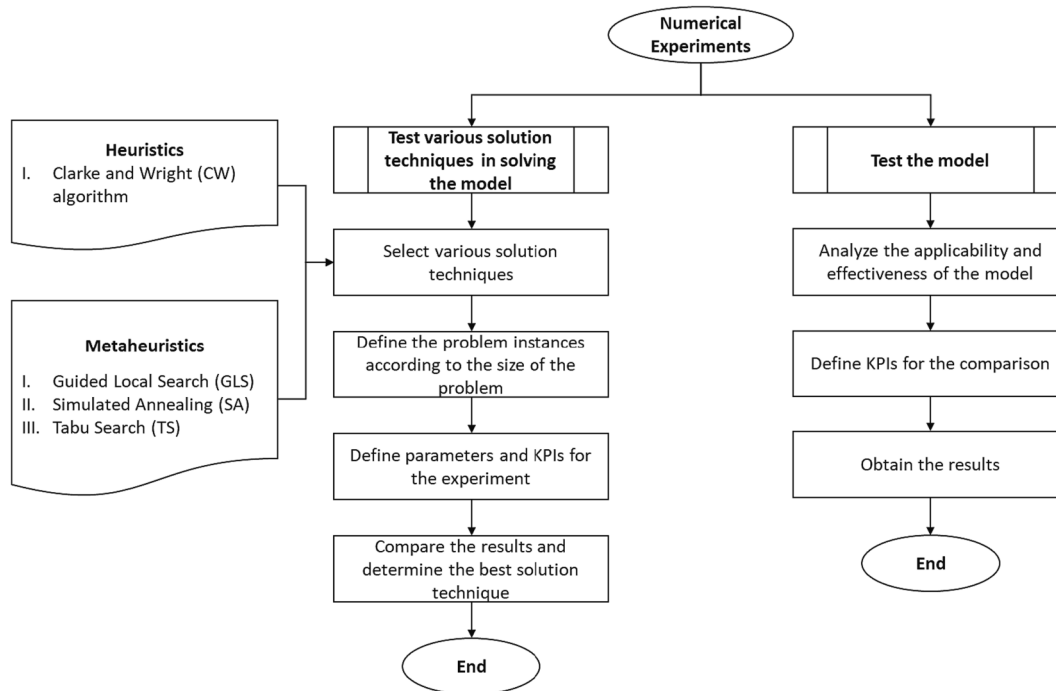 Numerical
Experiments
Heuristics
I. Clarke and Wright (CW)
algorithm
Metaheuristics
I. Guided Local Search (GLS)
II. Simulated Annealing (SA)
III. Tabu Search (TS)
Test various solution
techniques in solving
the model
Select various solution
techniques
Define the problem instances
according to the size of the
problem
Define parameters and KPIs for
the experiment
Compare the results and
determine the best solution
technique
End
Test the model
Analyze the applicability and
effectiveness of the model
Define KPIs for the comparison
Obtain the results
End